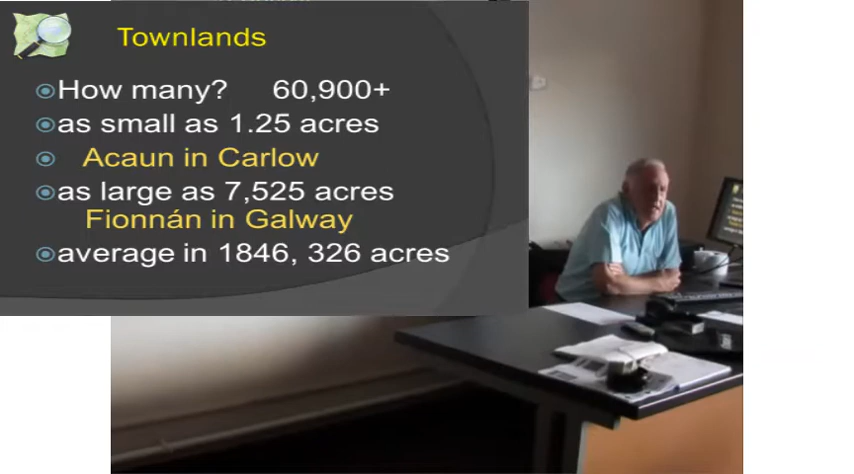 Townlands
How many? 60,900+
as small as 1.25 acres
Acaun in Carlow
as large as 7,525 acres
Fionnán in Galway
average in 1846, 326 acres